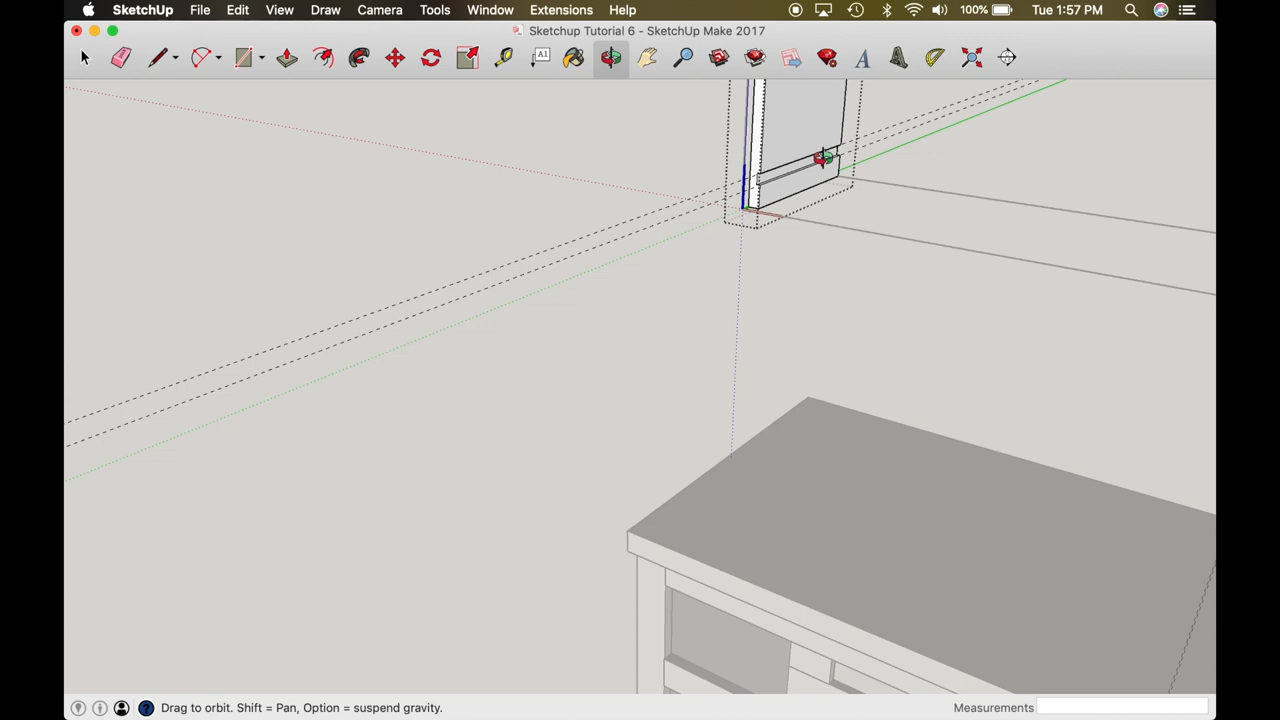 SketchUp File Edit View Draw Camera Tools Window Extensions Help 100% Tue 1:57 PM
Sketchup Tutorial 6 - SketchUp Make 2017
A1 A
Drag to orbit. Shift = Pan, Option = suspend gravity. Measurements